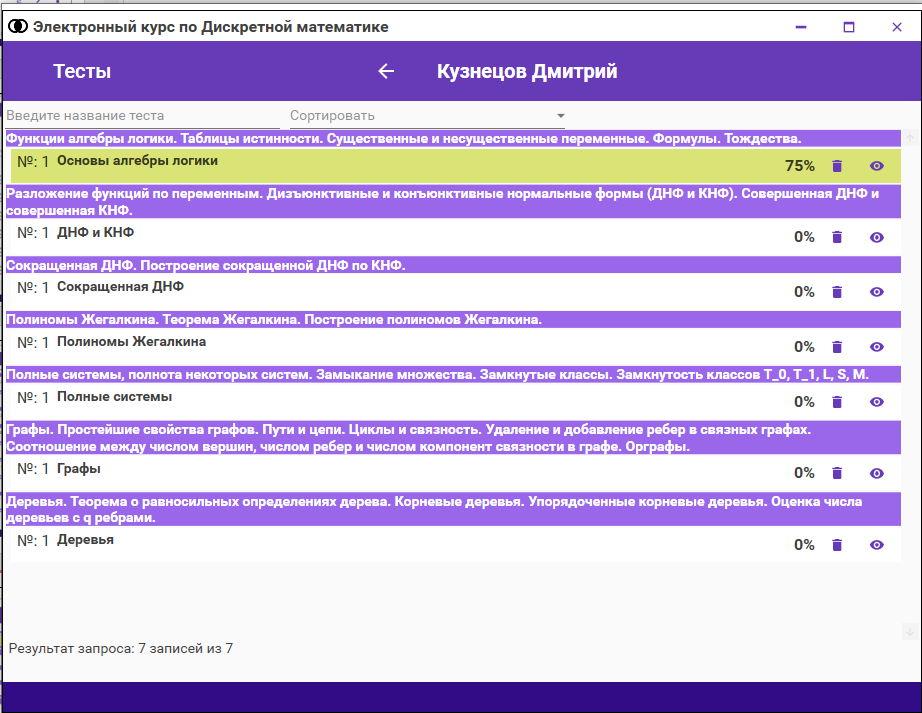 Электронный курс по Дискретной математике
Тесты
Кузнецов Дмитрий
Введите название теста
Сортировать
Функции алгебры логики. Таблицы истинности. Существенные и несущественные переменные. Формулы. Тождества.
№: 1 Основы алгебры логики 75%
Разложение функций по переменным. Дизъюнктивные и конъюнктивные нормальные формы (ДНФ и КНФ). Совершенная ДНФ и
совершенная КНФ.
№: 1 ДНФ и КНФ 0%
Сокращенная ДНФ. Построение сокращенной ДНФ по КНФ.
№: 1 Сокращенная ДНФ 0%
Полиномы Жегалкина. Теорема Жегалкина. Построение полиномов Жегалкина.
№: 1 Полиномы Жегалкина 0%
Полные системы, полнота некоторых систем. Замыкание множества. Замкнутые классы. Замкнутость классов T_0, T_1, L, S, M.
№: 1 Полные системы 0%
Графы. Простейшие свойства графов. Пути и цепи. Циклы и связность. Удаление и добавление ребер в связных графах.
Соотношение между числом вершин, числом ребер и числом компонент связности в графе. Орграфы.
№: 1 Графы 0%
Деревья. Теорема о равносильных определениях дерева. Корневые деревья. Упорядоченные корневые деревья. Оценка числа
деревьев с q ребрами.
№: 1 Деревья 0%
Результат запроса: 7 записей из 7